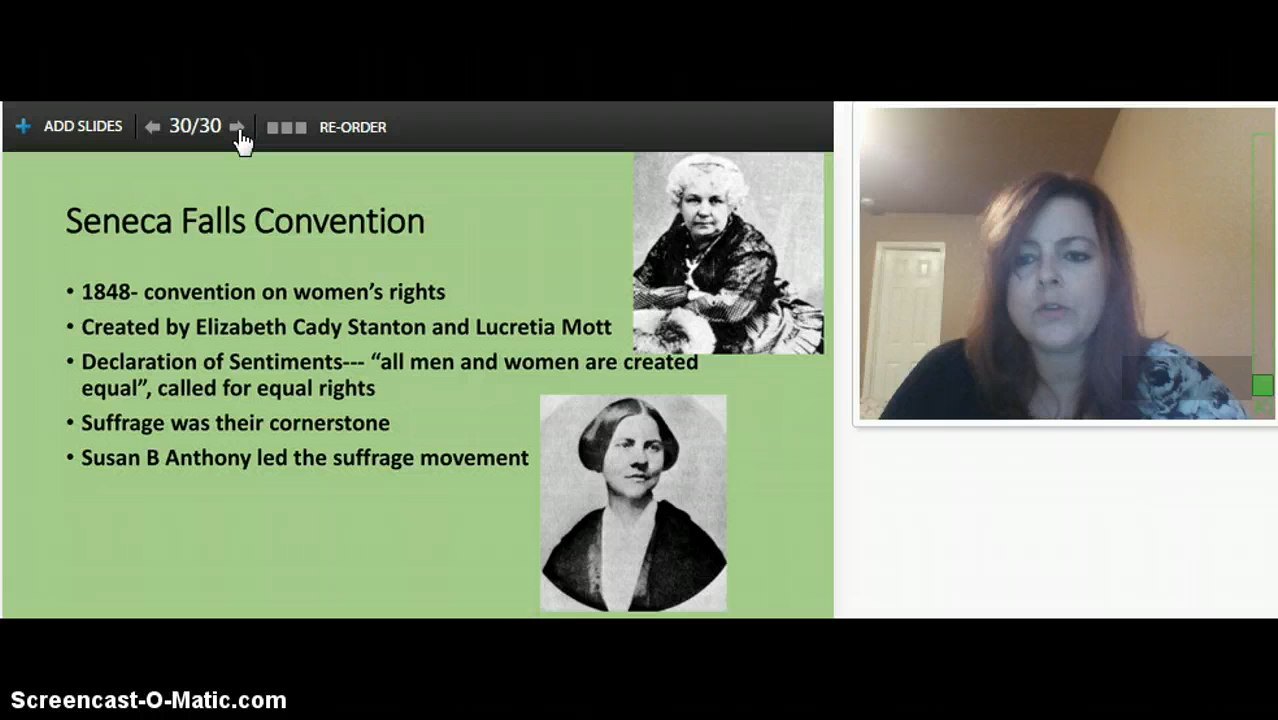 ADD SLIDES 30/30 RE-ORDER
Seneca Falls Convention
• 1848- convention on women’s rights
• Created by Elizabeth Cady Stanton and Lucretia Mott
• Declaration of Sentiments--- “all men and women are created
equal”, called for equal rights
• Suffrage was their cornerstone
• Susan B Anthony led the suffrage movement
Screencast-O-Matic.com